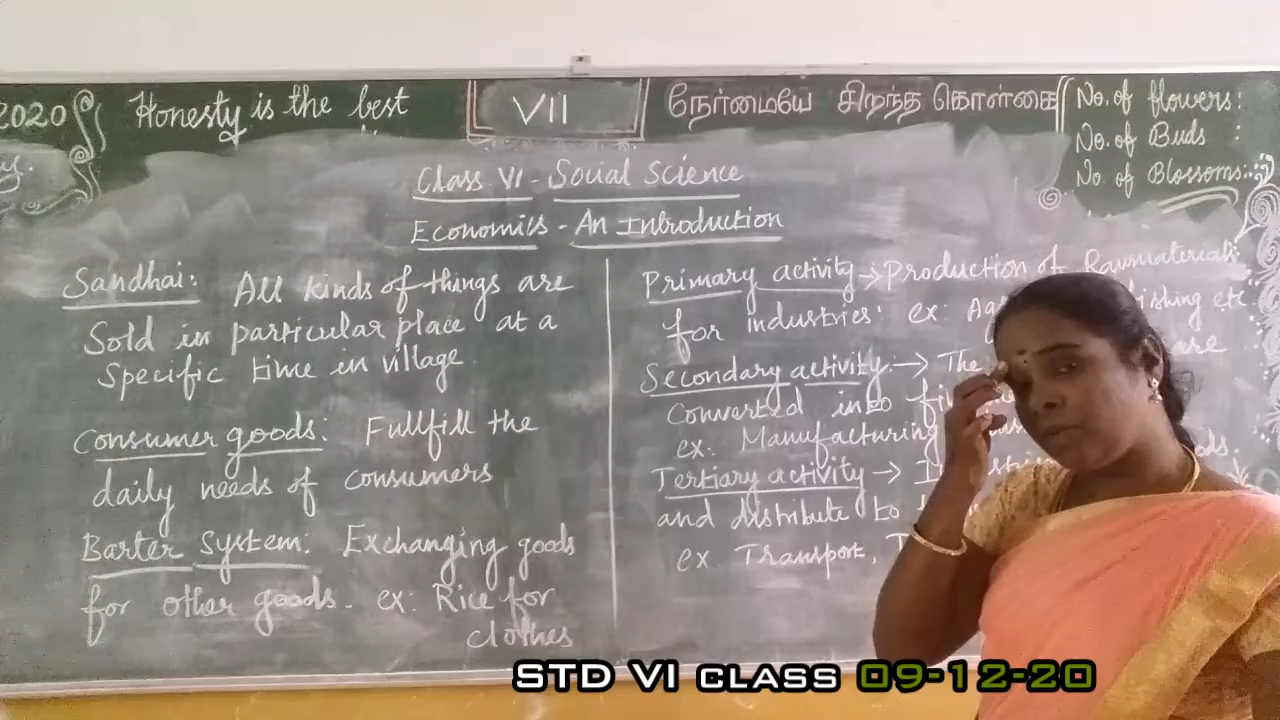 2020
Honesty is the best
VII
நேர்மையே சிறந்த கொள்கை
No. of flowers:
No. of Buds :
No. of Blossoms:
Class VI - Social Science
Economics - An Introduction
Sandhai: All kinds of things are
Sold in particular place at a
Specific time in village
Consumer goods: Fullfill the
daily needs of consumers
Barter System: Exchanging goods
for other goods. ex: Rice for
clothes
Primary activity → Production of Rawmaterials
for industries. ex: fishing etc
Secondary activity → The are
Converted into
ex: Manufacturing
Tertiary activity →
and distribute to
ex Transport,
STD VI CLASS 09-12-20